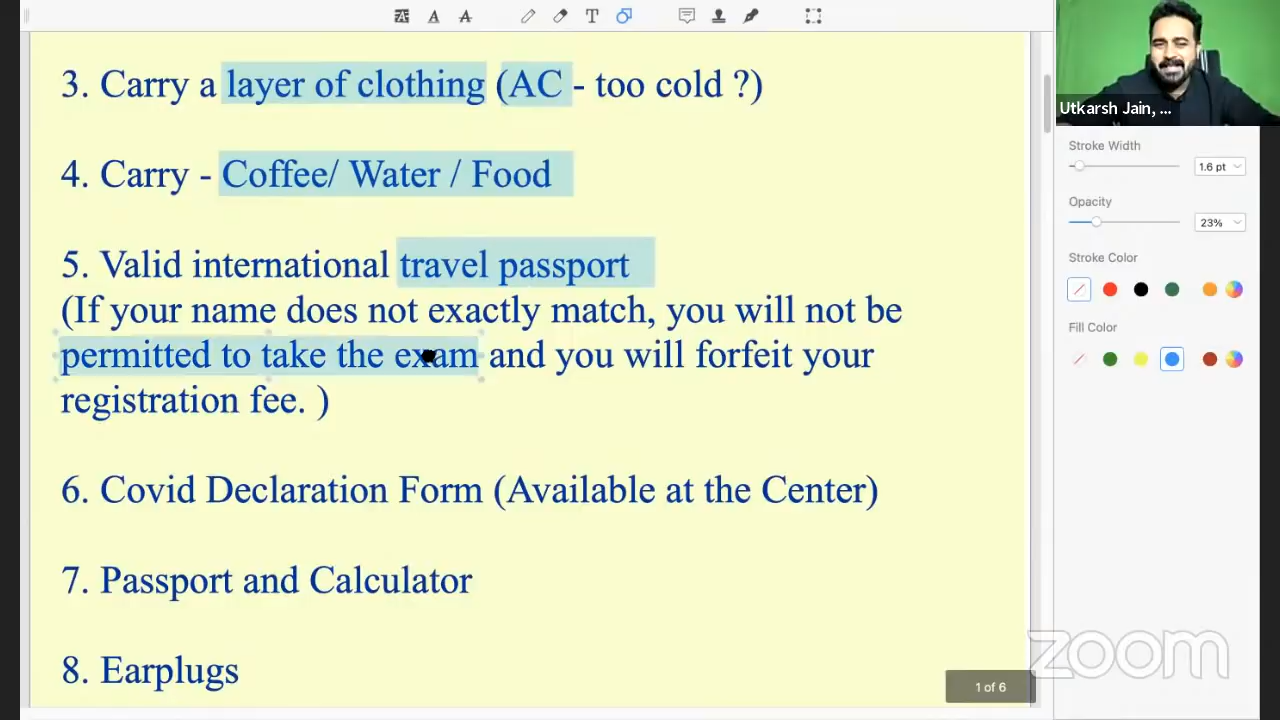 3. Carry a layer of clothing (AC - too cold ?)
4. Carry - Coffee/ Water / Food
5. Valid international travel passport
(If your name does not exactly match, you will not be
permitted to take the exam and you will forfeit your
registration fee. )
6. Covid Declaration Form (Available at the Center)
7. Passport and Calculator
8. Earplugs
1 of 6
Utkarsh Jain, ...
Stroke Width
1.6 pt
Opacity
23%
Stroke Color
Fill Color
zoom